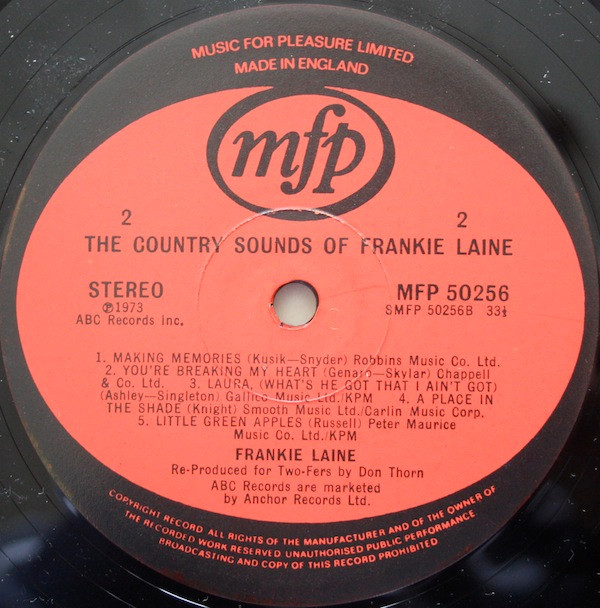 MUSIC FOR PLEASURE LIMITED
MADE IN ENGLAND
mfp
2 2
THE COUNTRY SOUNDS OF FRANKIE LAINE
STEREO MFP 50256
℗1973 SMFP 50256B 33⅓
ABC Records Inc.
1. MAKING MEMORIES (Kusik—Snyder) Robbins Music Co. Ltd.
2. YOU'RE BREAKING MY HEART (Genaro—Skylar) Chappell
& Co. Ltd. 3. LAURA, (WHAT'S HE GOT THAT I AIN'T GOT)
(Ashley—Singleton) Gallico Music Ltd./KPM 4. A PLACE IN
THE SHADE (Knight) Smooth Music Ltd./Carlin Music Corp.
5. LITTLE GREEN APPLES (Russell) Peter Maurice
Music Co. Ltd./KPM
FRANKIE LAINE
Re-Produced for Two-Fers by Don Thorn
ABC Records are marketed
by Anchor Records Ltd.
COPYRIGHT RECORD ALL RIGHTS OF THE MANUFACTURER AND OF THE OWNER OF
THE RECORDED WORK RESERVED UNAUTHORISED PUBLIC PERFORMANCE
BROADCASTING AND COPY OF THIS RECORD PROHIBITED